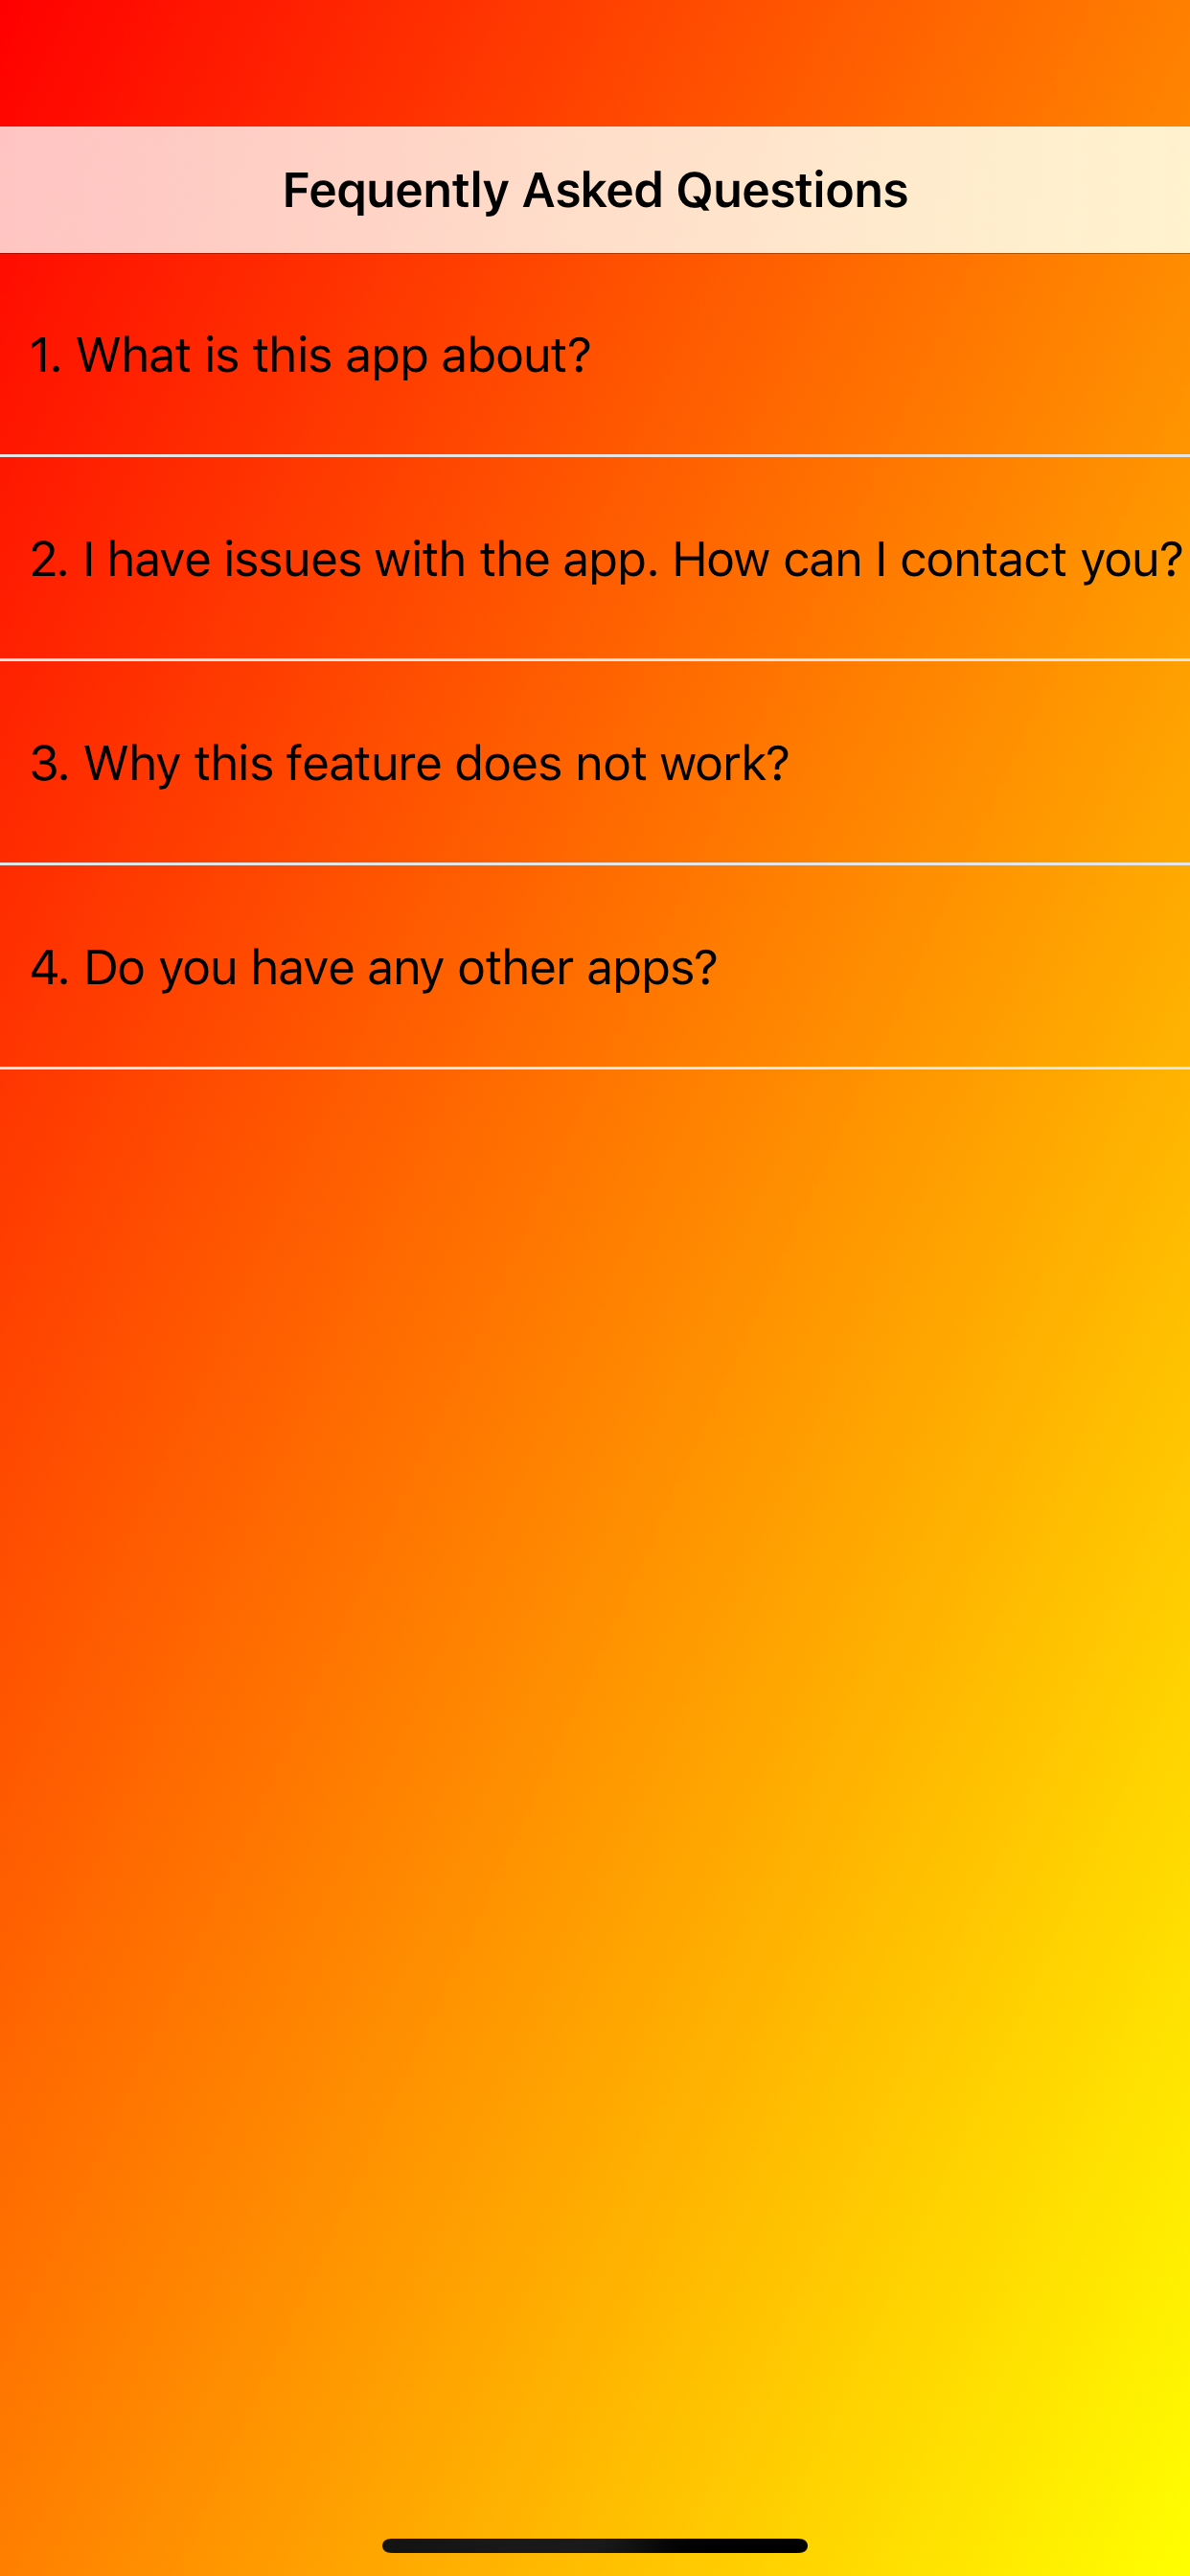 Fequently Asked Questions
1. What is this app about?
2. I have issues with the app. How can I contact you?
3. Why this feature does not work?
4. Do you have any other apps?